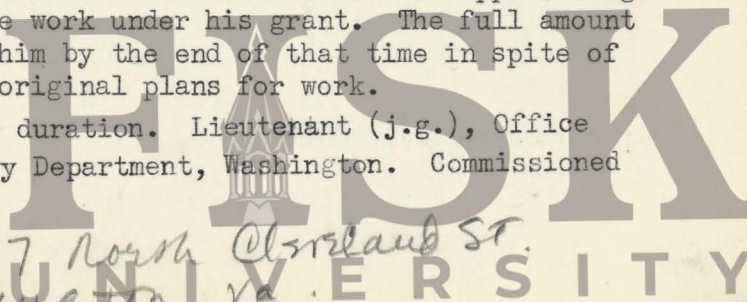 e work under his grant. The full amount
him by the end of that time in spite of
original plans for work.
duration. Lieutenant (j.g.), Office
y Department, Washington. Commissioned
7 North Cleveland St.
Va.
FISK
UNIVERSITY